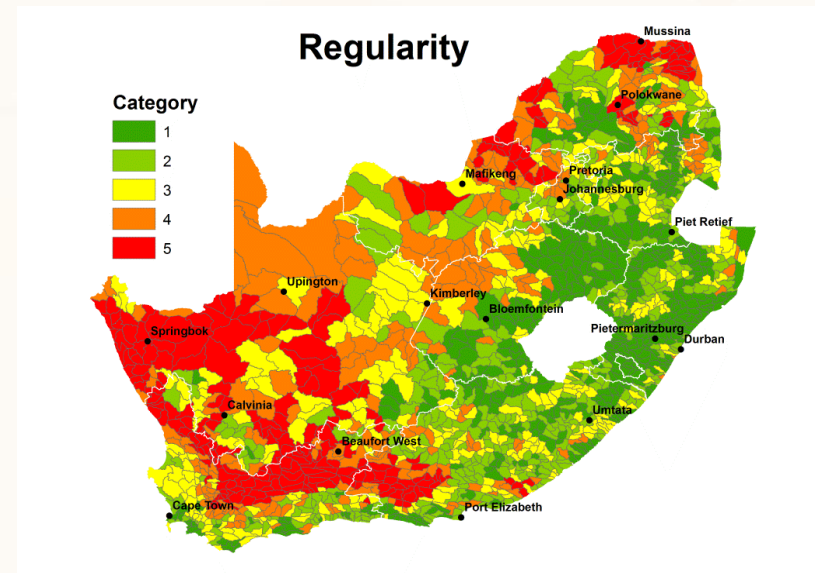 Regularity
Category
1
2
3
4
5
Mussina
Polokwane
Mafikeng
Pretoria
Johannesburg
Piet Retief
Upington
Kimberley
Bloemfontein
Springbok
Pietermaritzburg
Durban
Calvinia
Umtata
Beaufort West
Cape Town
Port Elizabeth